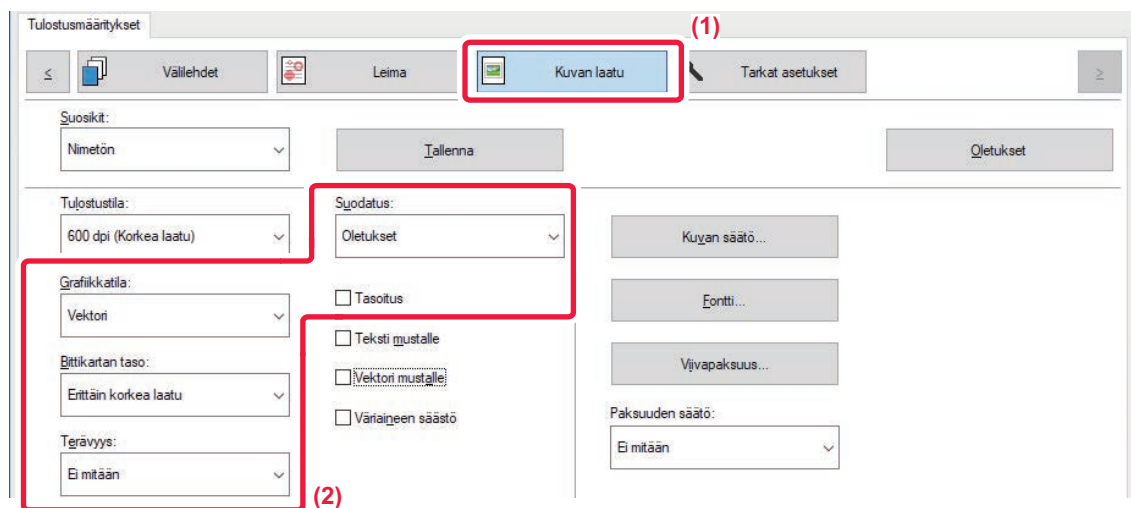 Tulostusmääritykset
(1)
< Välilehdet Leima Kuvan laatu Tarkat asetukset >
Suosikit:
Nimetön Tallenna Oletukset
Tulostustila: Suodatus:
600 dpi (Korkea laatu) Oletukset Kuvan säätö...
Grafiikkatila: Tasoitus Fontti...
Vektori
Teksti mustalle
Bittikartan taso: Viivapaksuus...
Erittäin korkea laatu Vektori mustalle
Väriaineen säästö Paksuuden säätö:
Terävyys: Ei mitään
Ei mitään
(2)